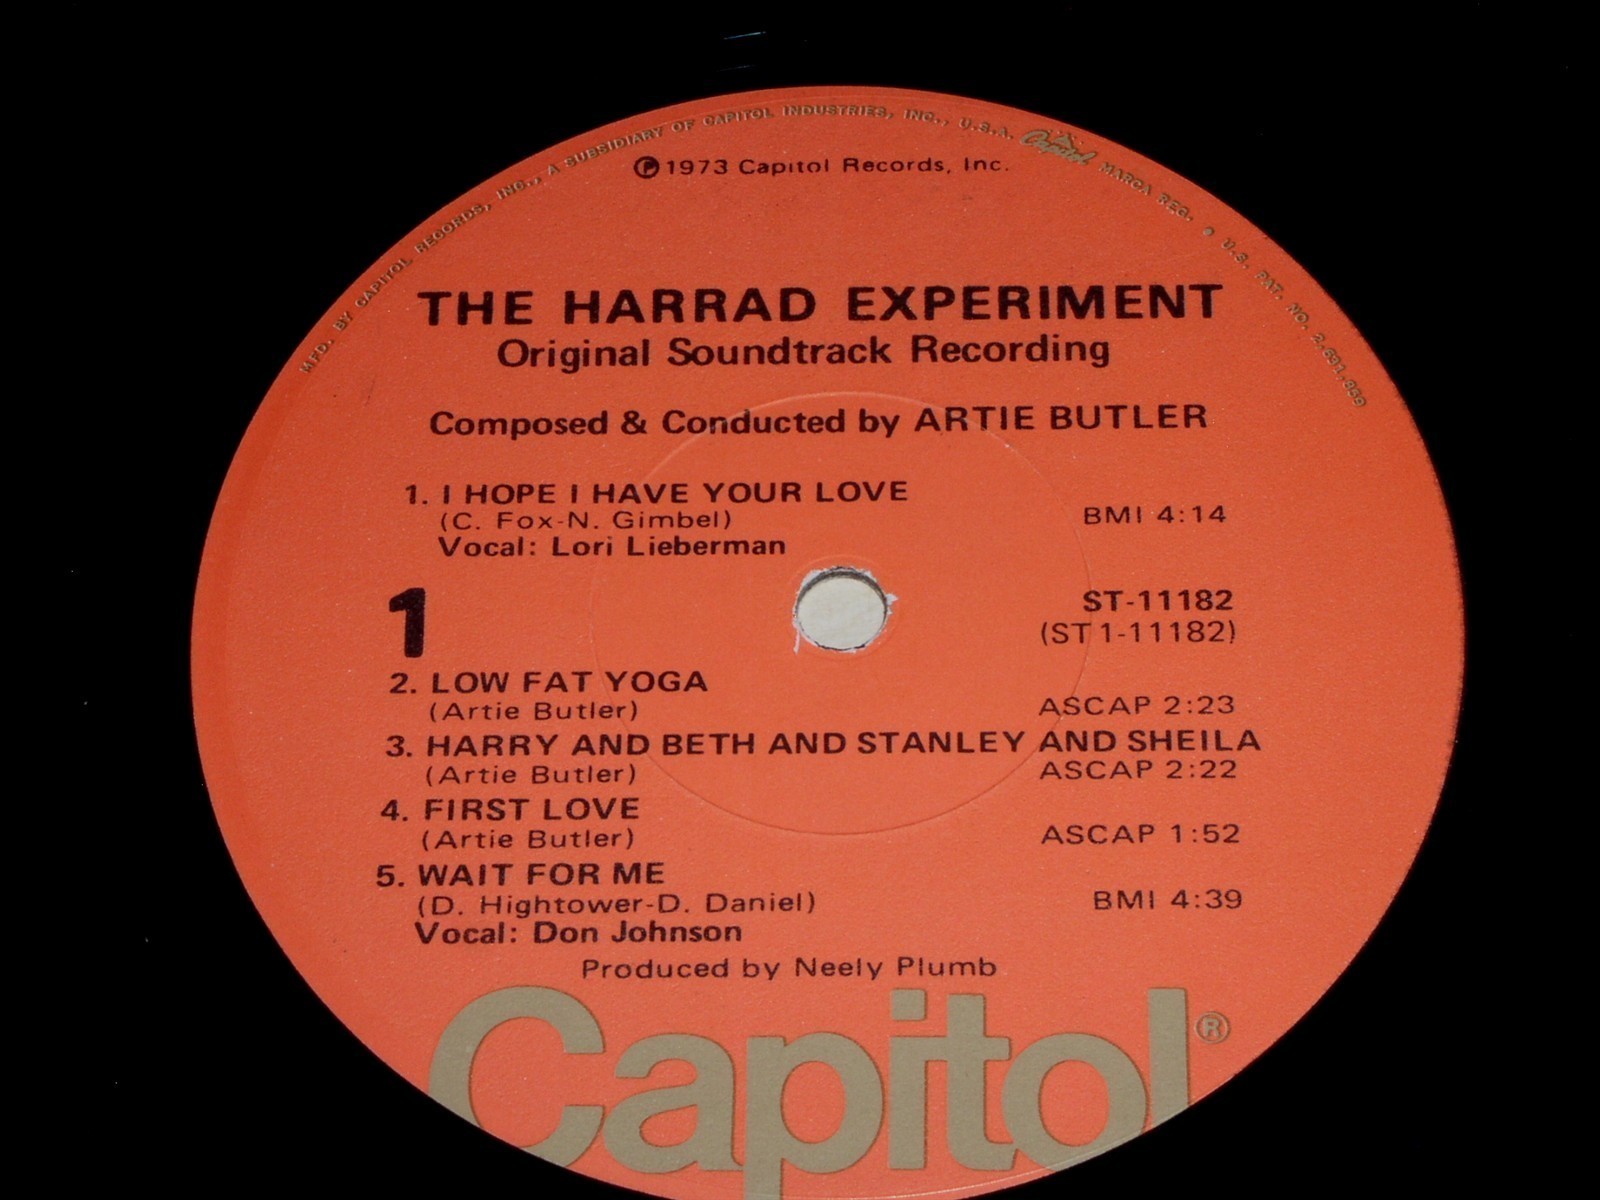 MFD. BY CAPITOL RECORDS, INC., A SUBSIDIARY OF CAPITOL INDUSTRIES, INC., U.S.A. Capitol MARCA REG. • U.S. PAT. NO. 2,631,859
℗1973 Capitol Records, Inc.
THE HARRAD EXPERIMENT
Original Soundtrack Recording
Composed & Conducted by ARTIE BUTLER
1. I HOPE I HAVE YOUR LOVE
(C. Fox-N. Gimbel) BMI 4:14
Vocal: Lori Lieberman
1 ST-11182
(ST1-11182)
2. LOW FAT YOGA
(Artie Butler) ASCAP 2:23
3. HARRY AND BETH AND STANLEY AND SHEILA
(Artie Butler) ASCAP 2:22
4. FIRST LOVE
(Artie Butler) ASCAP 1:52
5. WAIT FOR ME
(D. Hightower-D. Daniel) BMI 4:39
Vocal: Don Johnson
Produced by Neely Plumb
Capitol®